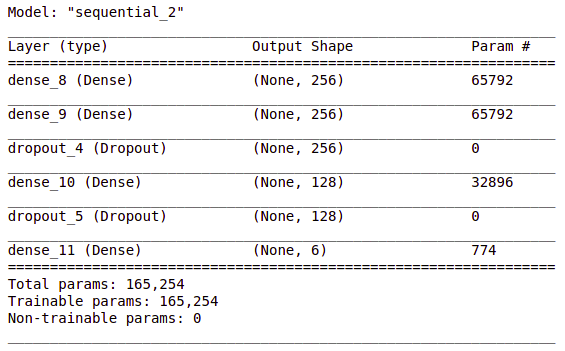 Model: "sequential_2"
Layer (type) Output Shape Param #
dense_8 (Dense) (None, 256) 65792
dense_9 (Dense) (None, 256) 65792
dropout_4 (Dropout) (None, 256) 0
dense_10 (Dense) (None, 128) 32896
dropout_5 (Dropout) (None, 128) 0
dense_11 (Dense) (None, 6) 774
Total params: 165,254
Trainable params: 165,254
Non-trainable params: 0